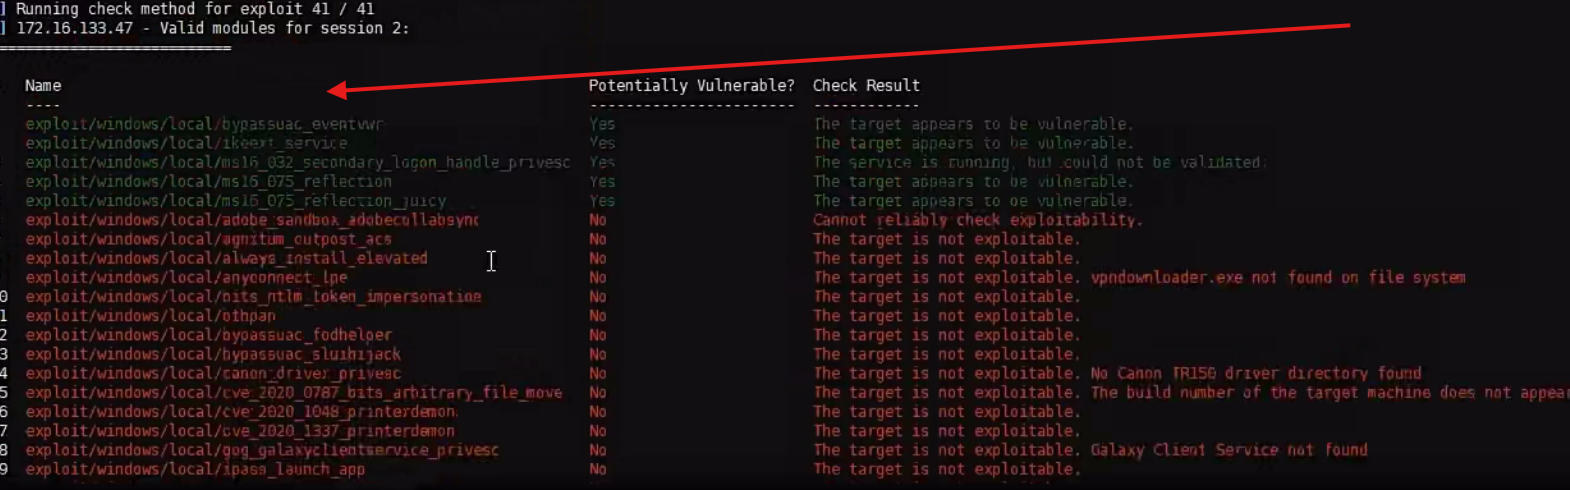 ] Running check method for exploit 41 / 41
] 172.16.133.47 - Valid modules for session 2:
============================
Name Potentially Vulnerable? Check Result
---- ----------------------- ------------
exploit/windows/local/bypassuac_eventvwr Yes The target appears to be vulnerable.
exploit/windows/local/ikeext_service Yes The target appears to be vulnerable.
exploit/windows/local/ms16_032_secondary_logon_handle_privesc Yes The service is running, but could not be validated.
exploit/windows/local/ms16_075_reflection Yes The target appears to be vulnerable.
exploit/windows/local/ms16_075_reflection_juicy Yes The target appears to be vulnerable.
exploit/windows/local/adobe_sandbox_adobecollabsync No Cannot reliably check exploitability.
exploit/windows/local/agnitum_outpost_acs No The target is not exploitable.
exploit/windows/local/always_install_elevated No The target is not exploitable.
exploit/windows/local/anyconnect_lpe No The target is not exploitable. vpndownloader.exe not found on file system
0 exploit/windows/local/bits_ntlm_token_impersonation No The target is not exploitable.
1 exploit/windows/local/bthpan No The target is not exploitable.
2 exploit/windows/local/bypassuac_fodhelper No The target is not exploitable.
3 exploit/windows/local/bypassuac_sluihijack No The target is not exploitable.
4 exploit/windows/local/canon_driver_privesc No The target is not exploitable. No Canon TR150 driver directory found
5 exploit/windows/local/cve_2020_0787_bits_arbitrary_file_move No The target is not exploitable. The build number of the target machine does not appear
6 exploit/windows/local/cve_2020_1048_printerdemon No The target is not exploitable.
7 exploit/windows/local/cve_2020_1337_printerdemon No The target is not exploitable.
8 exploit/windows/local/gog_galaxyclientservice_privesc No The target is not exploitable. Galaxy Client Service not found
9 exploit/windows/local/ipass_launch_app No The target is not exploitable.